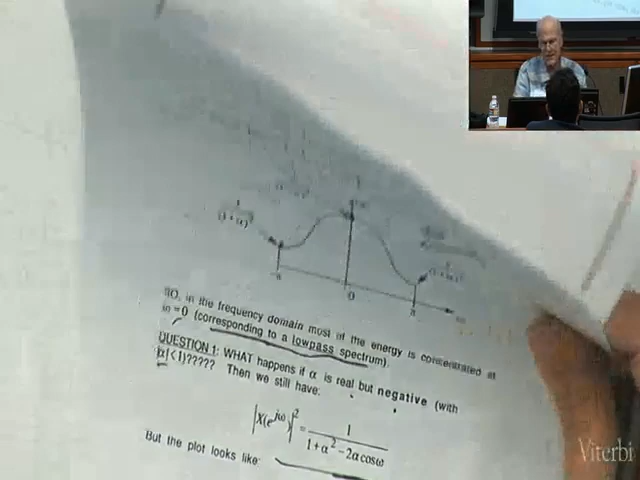 0
π
SO, in the frequency domain most of the energy is concentrated at
ω=0 (corresponding to a lowpass spectrum).
QUESTION 1: WHAT happens if α is real but negative (with
|α|<1)????? Then we still have:
|X(e^{jω})|² = 1 / (1+α²−2α cosω)
But the plot looks like:
Viterbi